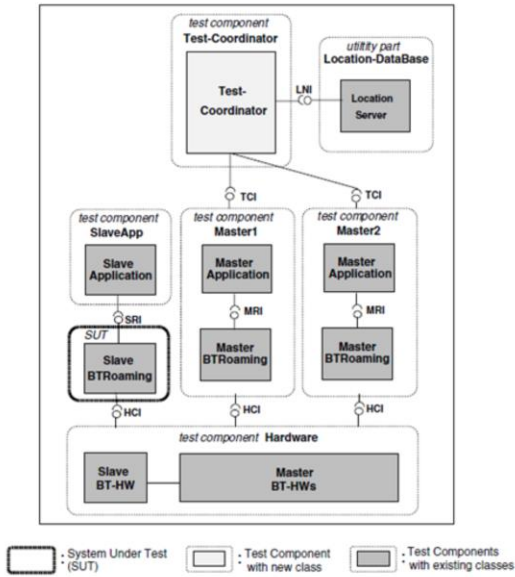 test component
Test-Coordinator
Test-
Coordinator
LNI
utiltity part
Location-DataBase
Location
Server
TCI
TCI
test component
SlaveApp
Slave
Application
SRI
SUT
Slave
BTRoaming
HCI
test component
Master1
Master
Application
MRI
Master
BTRoaming
HCI
test component
Master2
Master
Application
MRI
Master
BTRoaming
HCI
test component Hardware
Slave
BT-HW
Master
BT-HWs
: System Under Test
(SUT)
: Test Component
with new class
: Test Components
with existing classes